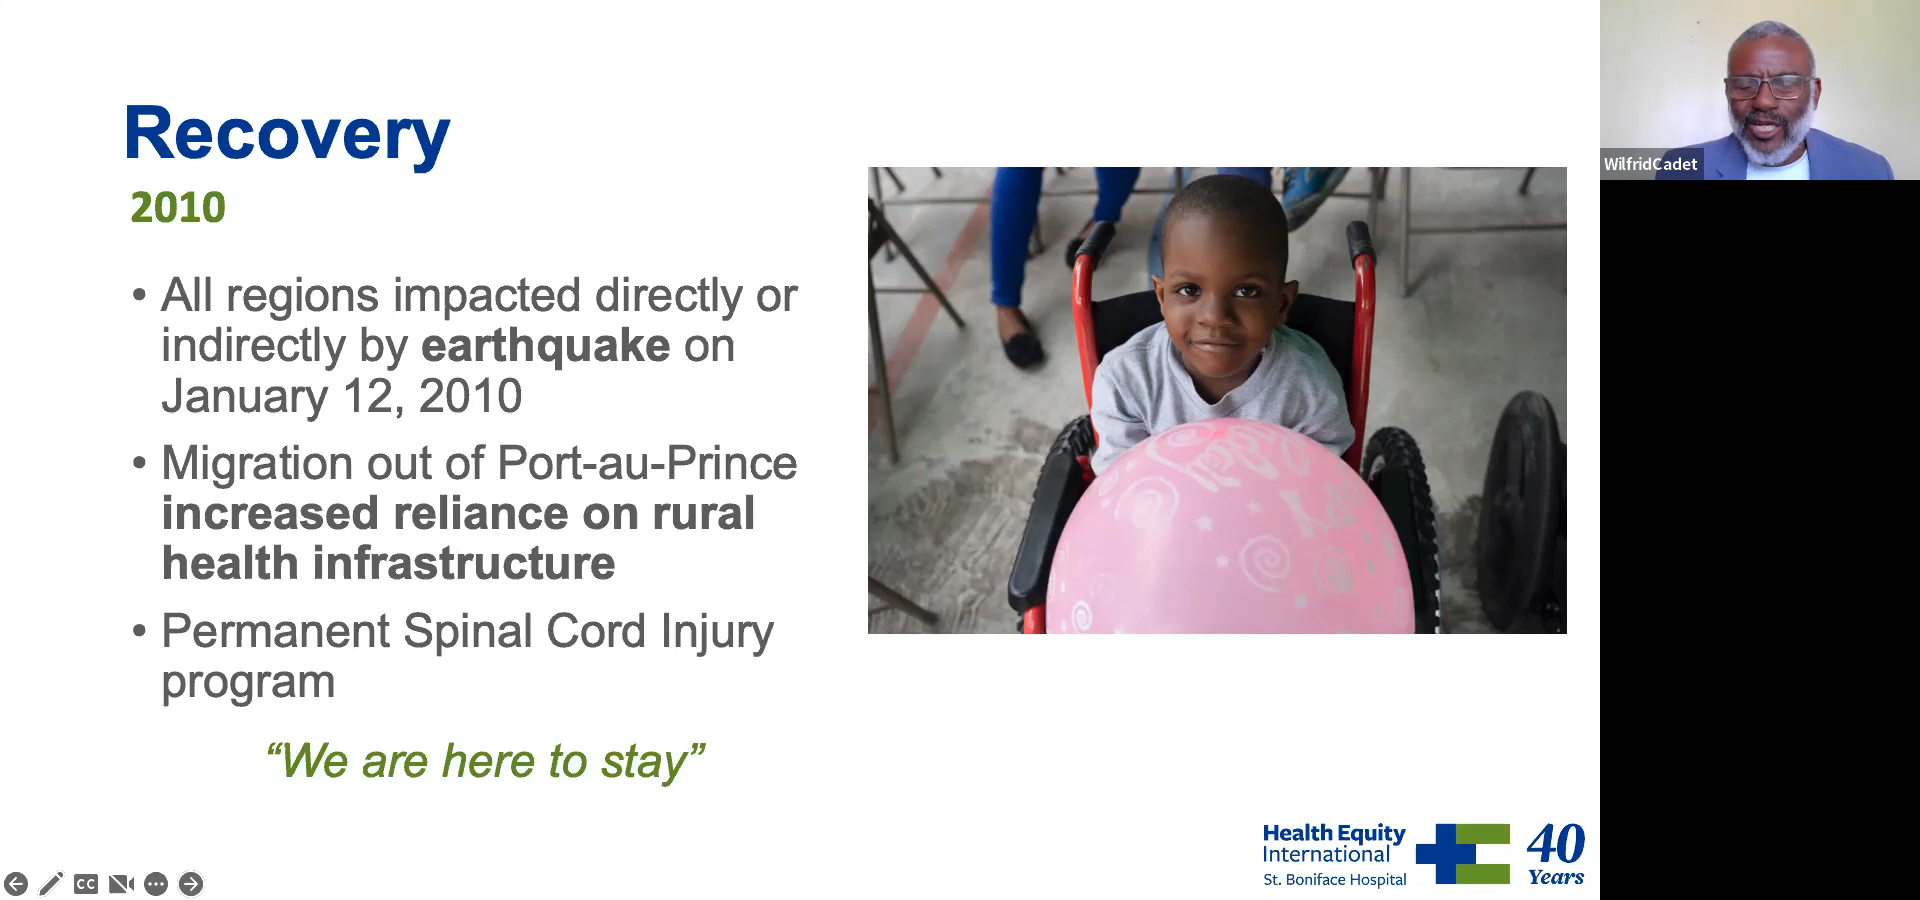 Recovery
2010
• All regions impacted directly or
indirectly by earthquake on
January 12, 2010
• Migration out of Port-au-Prince
increased reliance on rural
health infrastructure
• Permanent Spinal Cord Injury
program
“We are here to stay”
WilfridCadet
Health Equity
International
St. Boniface Hospital
40
Years
CC